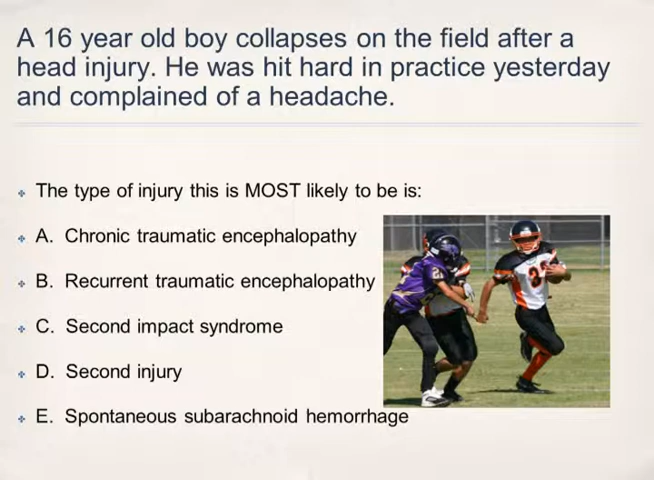 A 16 year old boy collapses on the field after a
head injury. He was hit hard in practice yesterday
and complained of a headache.
The type of injury this is MOST likely to be is:
A. Chronic traumatic encephalopathy
B. Recurrent traumatic encephalopathy
C. Second impact syndrome
D. Second injury
E. Spontaneous subarachnoid hemorrhage